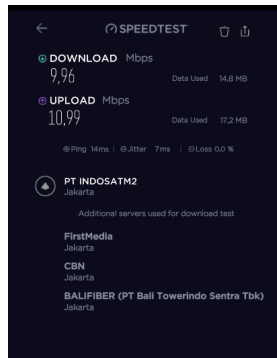 SPEEDTEST
DOWNLOAD Mbps
9,96
Data Used 14,8 MB
UPLOAD Mbps
10,99
Data Used 17,2 MB
Ping 14ms | Jitter 7ms | Loss 0,0 %
PT INDOSATM2
Jakarta
Additional servers used for download test
FirstMedia
Jakarta
CBN
Jakarta
BALIFIBER (PT Bali Towerindo Sentra Tbk)
Jakarta